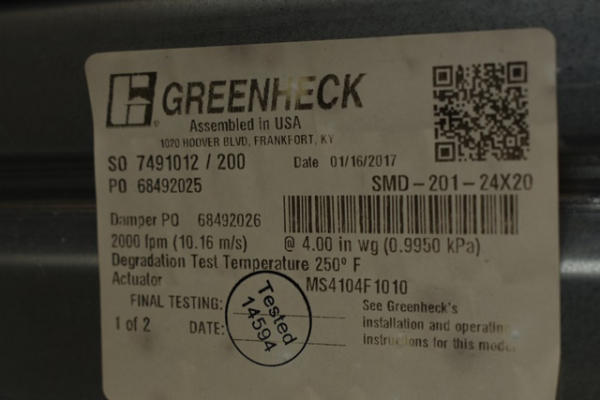 GREENHECK
Assembled in USA
1020 HOOVER BLVD, FRANKFORT, KY
SO 7491012 / 200 Date 01/16/2017
PO 68492025 SMD-201-24X20
Damper PO 68492026
2000 fpm (10.16 m/s) @ 4.00 in wg (0.9950 kPa)
Degradation Test Temperature 250º F
Actuator MS4104F1010
FINAL TESTING: See Greenheck's
1 of 2 DATE: installation and operating
instructions for this model.
Tested
14594